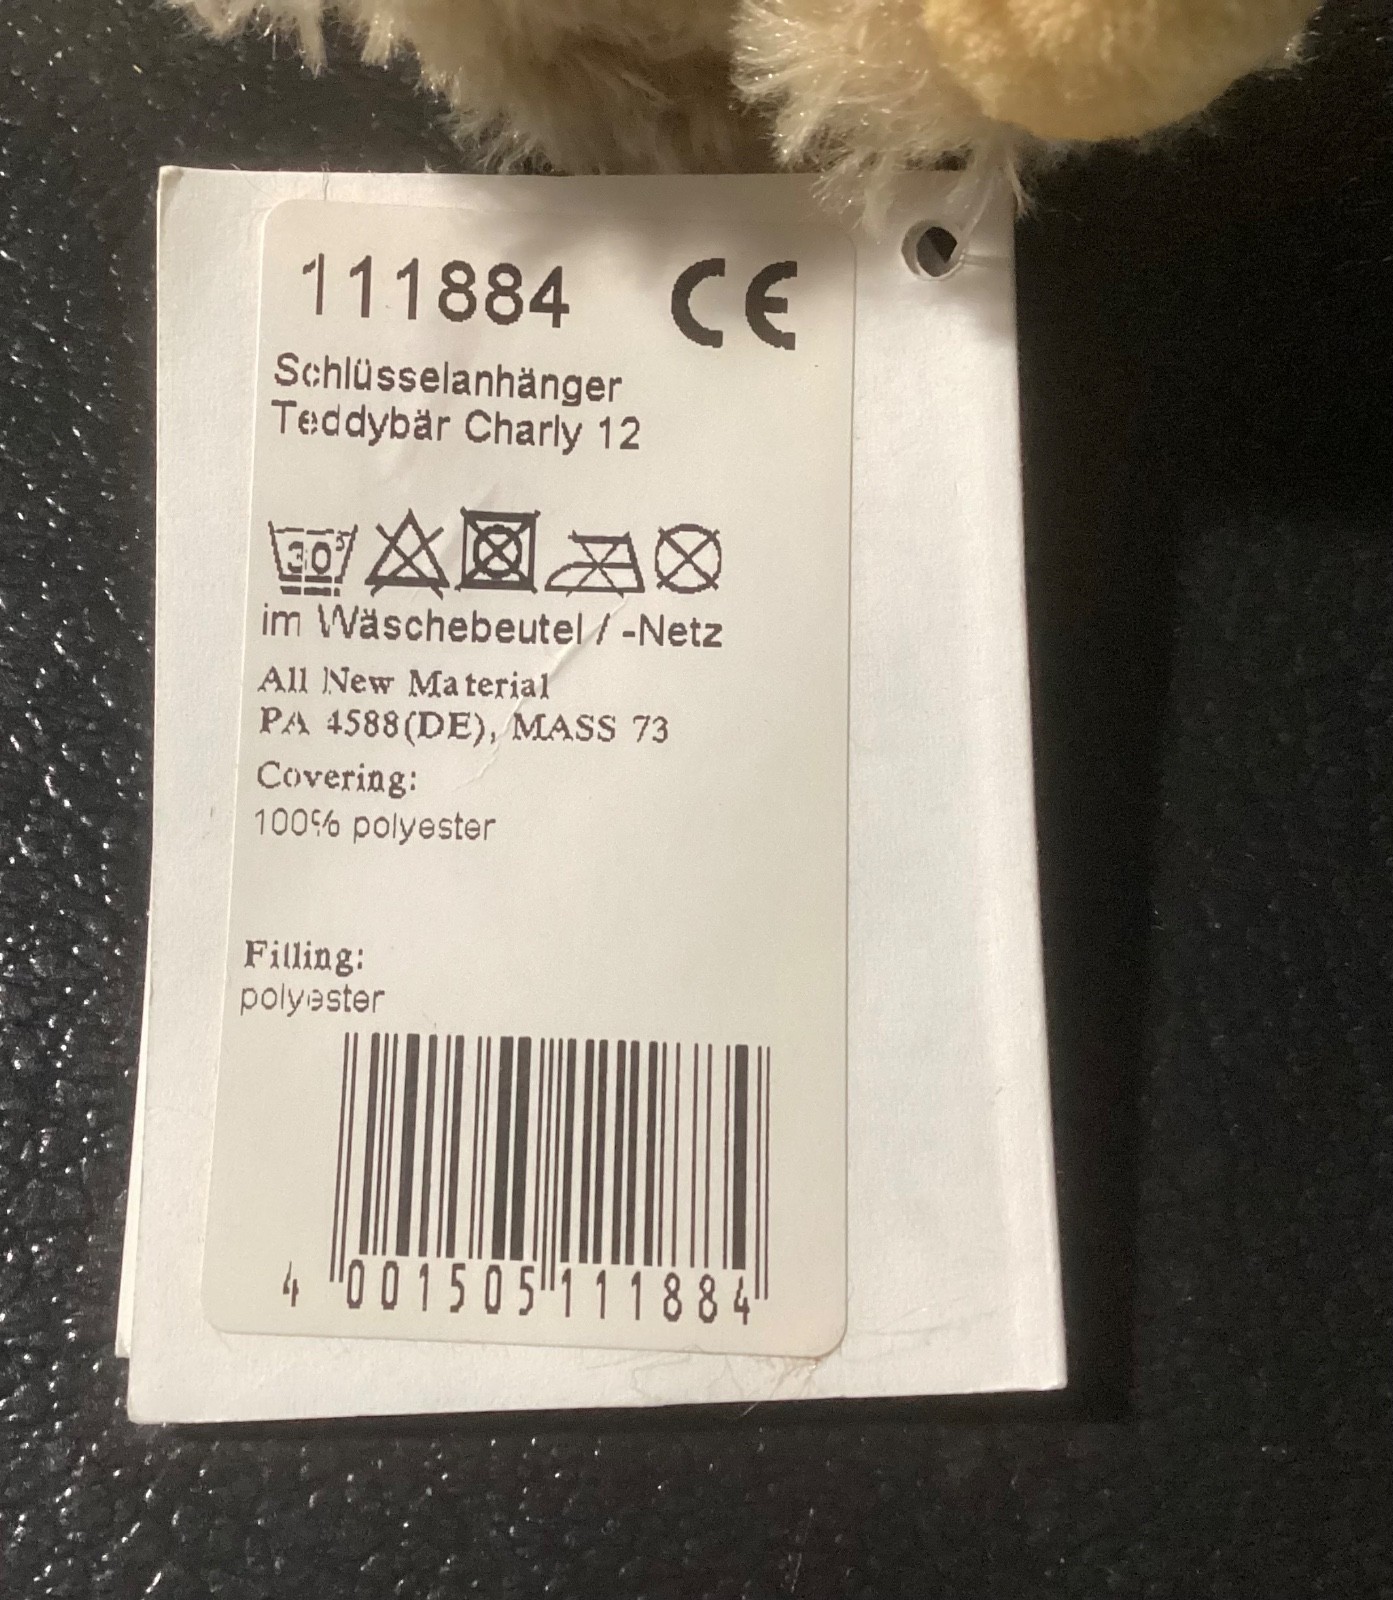 111884 CE
Schlüsselanhänger
Teddybär Charly 12
30°
im Wäschebeutel / -Netz
All New Material
PA 4588(DE), MASS 73
Covering:
100% polyester
Filling:
polyester
4 001505 111884